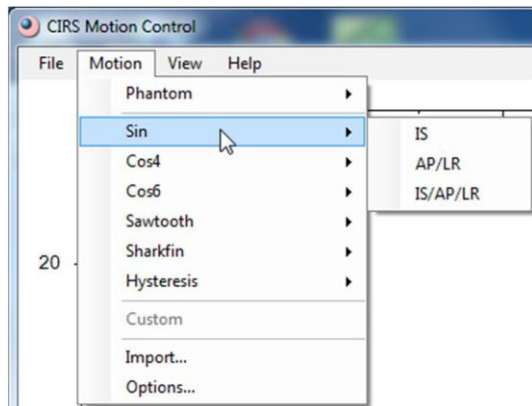 CIRS Motion Control
File Motion View Help
Phantom
Sin
Cos4
Cos6
Sawtooth
Sharkfin
Hysteresis
Custom
Import...
Options...
IS
AP/LR
IS/AP/LR
20